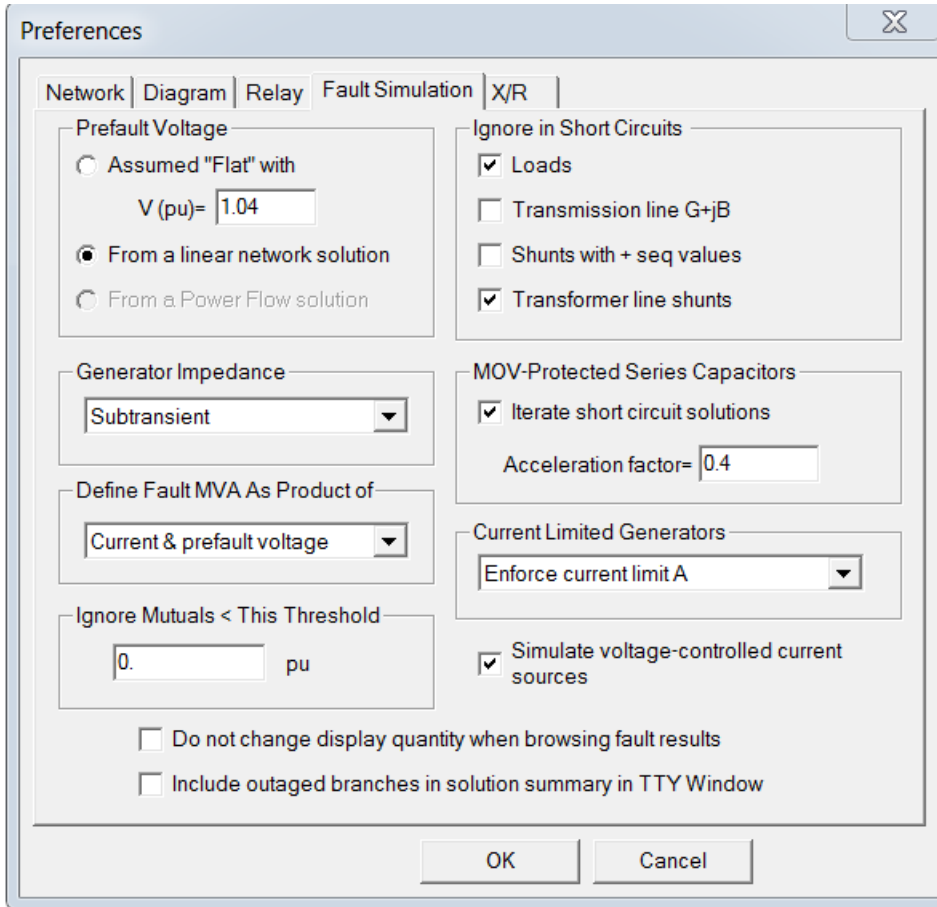 Preferences
Network
Diagram
Relay
Fault Simulation
X/R
Prefault Voltage
Assumed "Flat" with
V (pu)= 1.04
From a linear network solution
From a Power Flow solution
Generator Impedance
Subtransient
Define Fault MVA As Product of
Current & prefault voltage
Ignore Mutuals < This Threshold
0. pu
Ignore in Short Circuits
Loads
Transmission line G+jB
Shunts with + seq values
Transformer line shunts
MOV-Protected Series Capacitors
Iterate short circuit solutions
Acceleration factor= 0.4
Current Limited Generators
Enforce current limit A
Simulate voltage-controlled current
sources
Do not change display quantity when browsing fault results
Include outaged branches in solution summary in TTY Window
OK
Cancel